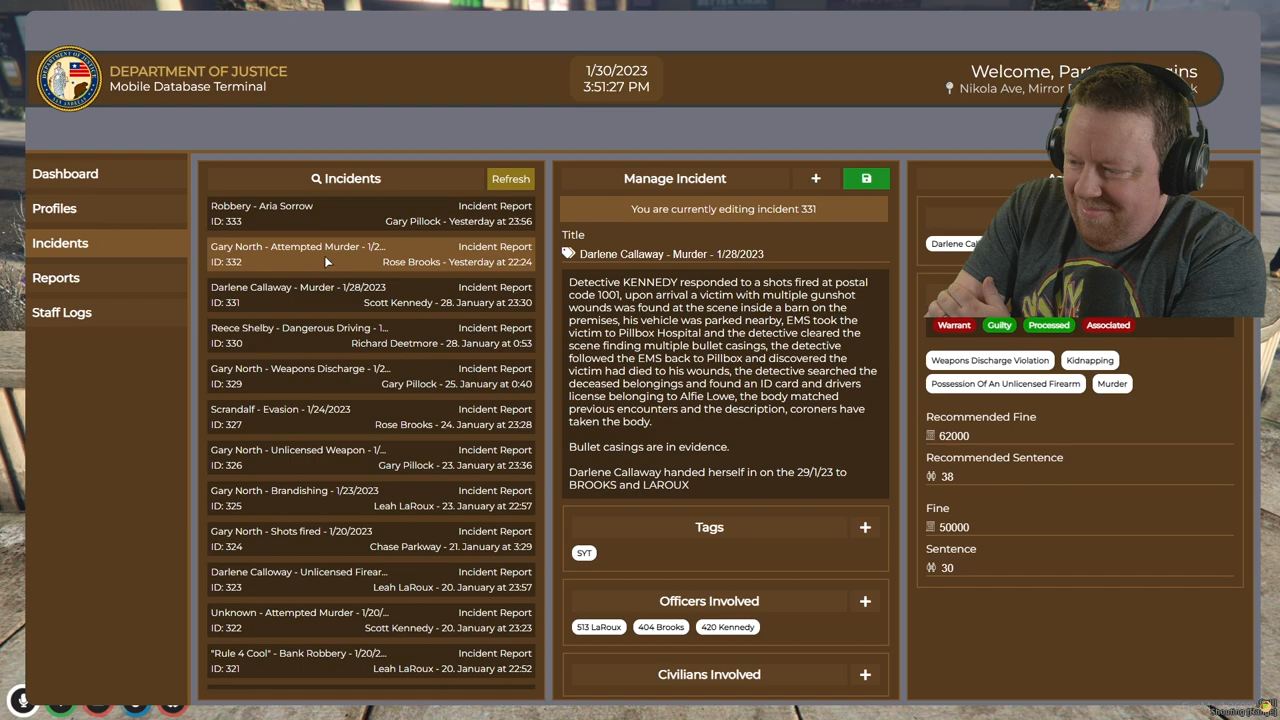 DEPARTMENT OF JUSTICE
Mobile Database Terminal
1/30/2023
3:51:27 PM
Welcome,
Nikola Ave, Mirror
Dashboard
Profiles
Incidents
Reports
Staff Logs
Incidents
Refresh
Robbery - Aria Sorrow Incident Report
ID: 333 Gary Pillock - Yesterday at 23:56
Gary North - Attempted Murder - 1/2... Incident Report
ID: 332 Rose Brooks - Yesterday at 22:24
Darlene Callaway - Murder - 1/28/2023 Incident Report
ID: 331 Scott Kennedy - 28. January at 23:30
Reece Shelby - Dangerous Driving - 1... Incident Report
ID: 330 Richard Deetmore - 28. January at 0:53
Gary North - Weapons Discharge - 1/2... Incident Report
ID: 329 Gary Pillock - 25. January at 0:40
Scrandalf - Evasion - 1/24/2023 Incident Report
ID: 327 Rose Brooks - 24. January at 23:28
Gary North - Unlicensed Weapon - 1/... Incident Report
ID: 326 Gary Pillock - 23. January at 23:36
Gary North - Brandishing - 1/23/2023 Incident Report
ID: 325 Leah LaRoux - 23. January at 22:57
Gary North - Shots fired - 1/20/2023 Incident Report
ID: 324 Chase Parkway - 21. January at 3:29
Darlene Calloway - Unlicensed Firear... Incident Report
ID: 323 Leah LaRoux - 20. January at 23:57
Unknown - Attempted Murder - 1/20/... Incident Report
ID: 322 Scott Kennedy - 20. January at 23:23
"Rule 4 Cool" - Bank Robbery - 1/20/2... Incident Report
ID: 321 Leah LaRoux - 20. January at 22:52
Manage Incident
You are currently editing incident 331
Title
Darlene Callaway - Murder - 1/28/2023
Detective KENNEDY responded to a shots fired at postal
code 1001, upon arrival a victim with multiple gunshot
wounds was found at the scene inside a barn on the
premises, his vehicle was parked nearby, EMS took the
victim to Pillbox Hospital and the detective cleared the
scene finding multiple bullet casings, the detective
followed the EMS back to Pillbox and discovered the
victim had died to his wounds, the detective searched the
deceased belongings and found an ID card and drivers
license belonging to Alfie Lowe, the body matched
previous encounters and the description, coroners have
taken the body.
Bullet casings are in evidence.
Darlene Callaway handed herself in on the 29/1/23 to
BROOKS and LAROUX
Tags
SYT
Officers Involved
513 LaRoux 404 Brooks 420 Kennedy
Civilians Involved
Darlene
Warrant Guilty Processed Associated
Weapons Discharge Violation Kidnapping
Possession Of An Unlicensed Firearm Murder
Recommended Fine
62000
Recommended Sentence
38
Fine
50000
Sentence
30